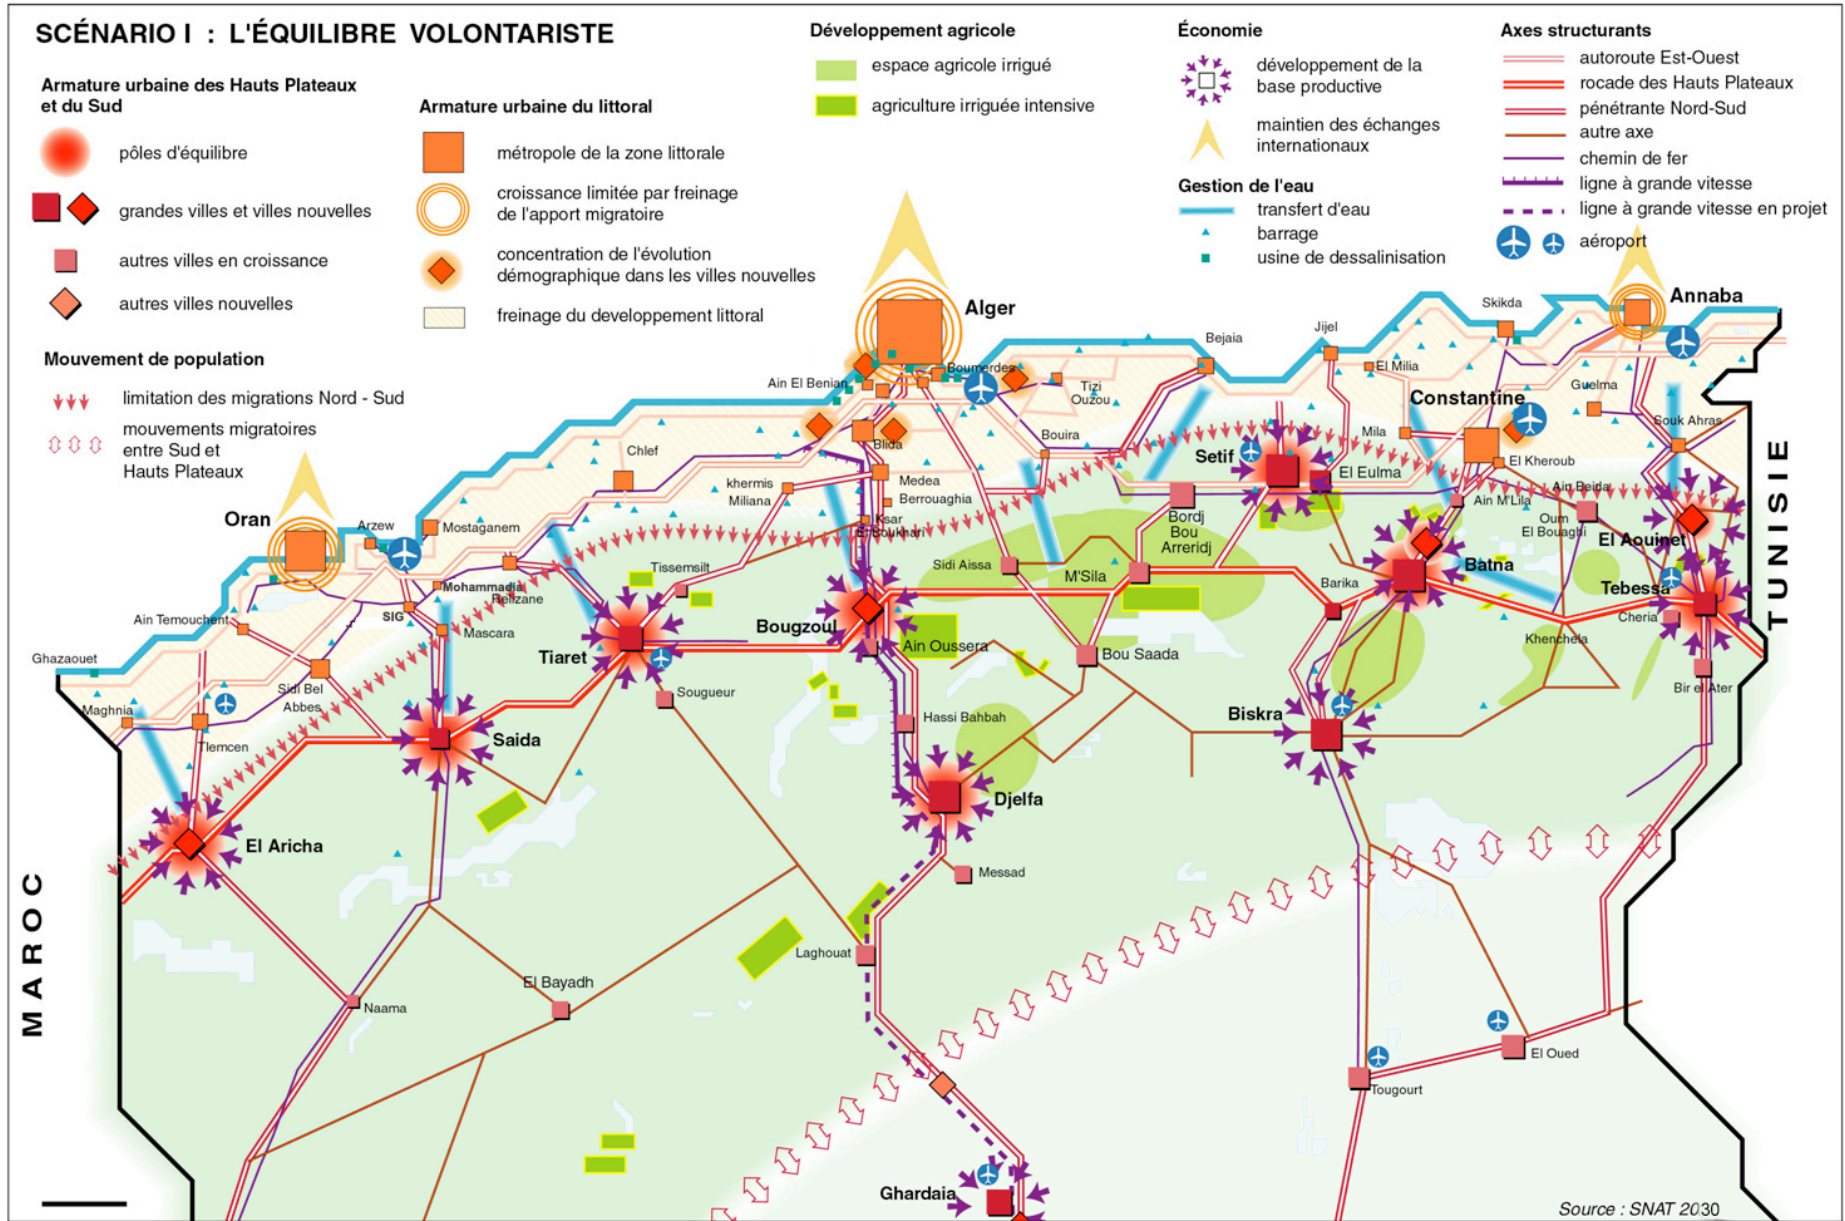 SCÉNARIO I : L'ÉQUILIBRE VOLONTARISTE
Armature urbaine des Hauts Plateaux
et du Sud
pôles d'équilibre
grandes villes et villes nouvelles
autres villes en croissance
autres villes nouvelles
Mouvement de population
limitation des migrations Nord - Sud
mouvements migratoires
entre Sud et
Hauts Plateaux
Armature urbaine du littoral
métropole de la zone littorale
croissance limitée par freinage
de l'apport migratoire
concentration de l'évolution
démographique dans les villes nouvelles
freinage du developpement littoral
Développement agricole
espace agricole irrigué
agriculture irriguée intensive
Économie
développement de la
base productive
maintien des échanges
internationaux
Gestion de l'eau
transfert d'eau
barrage
usine de dessalinisation
Axes structurants
autoroute Est-Ouest
rocade des Hauts Plateaux
pénétrante Nord-Sud
autre axe
chemin de fer
ligne à grande vitesse
ligne à grande vitesse en projet
aéroport
Alger
Annaba
Skikda
Jijel
Bejaia
El Milia
Boumerdes
Ain El Benian
Tizi
Ouzou
Guelma
Constantine
Souk Ahras
Mila
Bouira
Blida
Chlef
Setif
El Kheroub
El Eulma
Medea
khermis
Miliana
Berrouaghia
Ain Beida
Ain M'Lila
Ksar
El Boukhari
Bordj
Bou
Arreridj
Oum
El Bouaghi
El Aouinet
Oran
Arzew
Mostaganem
Sidi Aissa
M'Sila
Tissemsilt
Batna
Barika
Tebessa
Mohammadia
Relizane
SIG
Ain Temouchent
Mascara
Cheria
Bougzoul
Khenchela
Ain Oussera
Bou Saada
Tiaret
Ghazaouet
Sidi Bel
Abbes
Sougueur
Bir el Ater
Maghnia
Hassi Bahbah
Biskra
Tlemcen
Saida
Djelfa
El Aricha
Messad
Laghouat
El Bayadh
Naama
El Oued
Tougourt
Ghardaia
MAROC
TUNISIE
Source : SNAT 2030